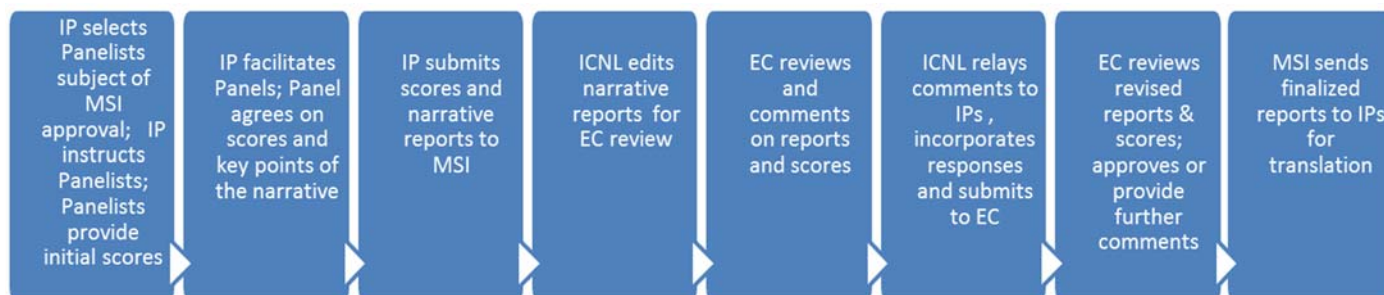 IP selects
Panelists
subject of
MSI
approval; IP
instructs
Panelists;
Panelists
provide
initial scores
IP facilitates
Panels; Panel
agrees on
scores and
key points of
the narrative
IP submits
scores and
narrative
reports to
MSI
ICNL edits
narrative
reports for
EC review
EC reviews
and
comments
on reports
and scores
ICNL relays
comments to
IPs ,
incorporates
responses
and submits
to EC
EC reviews
revised
reports &
scores;
approves or
provide
further
comments
MSI sends
finalized
reports to IPs
for
translation